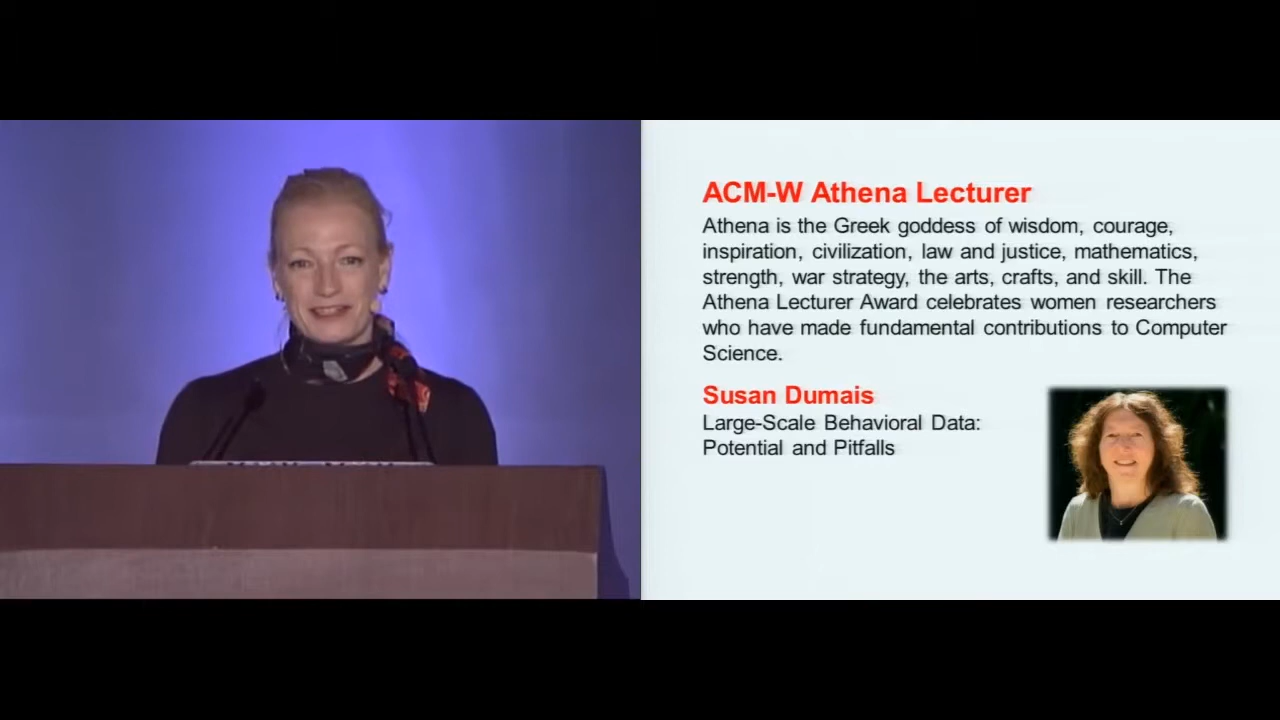 ACM-W Athena Lecturer
Athena is the Greek goddess of wisdom, courage,
inspiration, civilization, law and justice, mathematics,
strength, war strategy, the arts, crafts, and skill. The
Athena Lecturer Award celebrates women researchers
who have made fundamental contributions to Computer
Science.
Susan Dumais
Large-Scale Behavioral Data:
Potential and Pitfalls